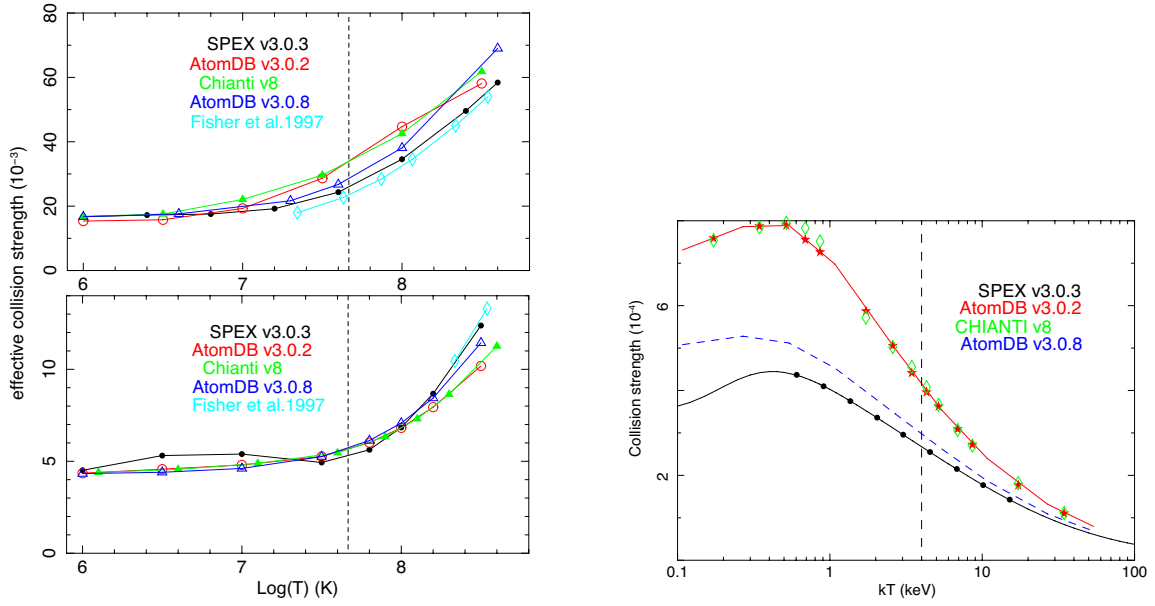 effective collision strength (10⁻³)
80
60
40
20
0
SPEX v3.0.3
AtomDB v3.0.2
Chianti v8
AtomDB v3.0.8
Fisher et al.1997
6
7
8
10
5
0
SPEX v3.0.3
AtomDB v3.0.2
Chianti v8
AtomDB v3.0.8
Fisher et al.1997
6
7
8
Log(T) (K)
Collision strength (10⁻⁴)
6
2
SPEX v3.0.3
AtomDB v3.0.2
CHIANTI v8
AtomDB v3.0.8
0.1
1
10
100
kT (keV)